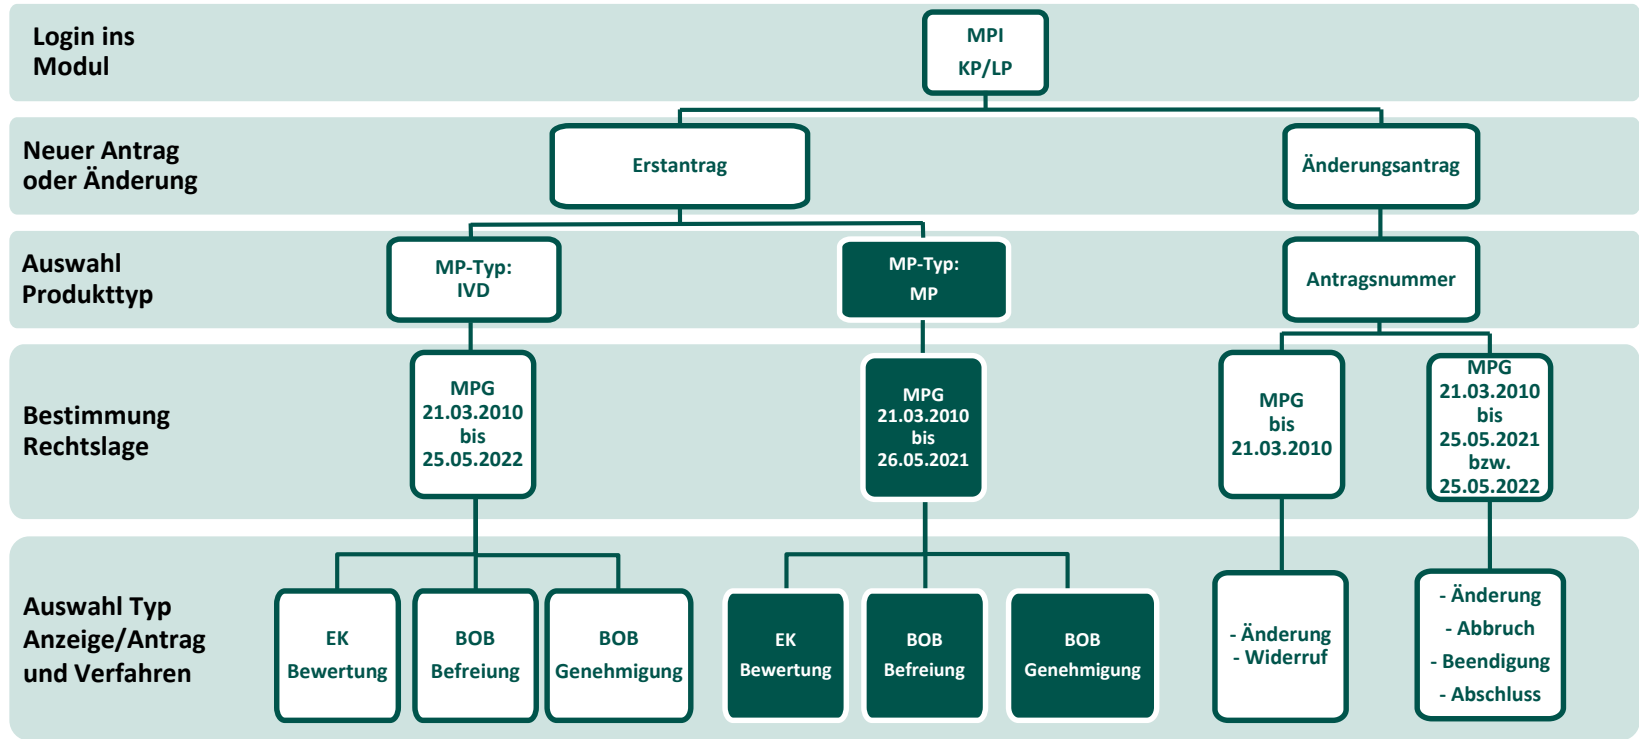 Login ins
Modul
MPI
KP/LP
Neuer Antrag
oder Änderung
Erstantrag
Änderungsantrag
Auswahl
Produkttyp
MP-Typ:
IVD
MP-Typ:
MP
Antragsnummer
Bestimmung
Rechtslage
MPG
21.03.2010
bis
25.05.2022
MPG
21.03.2010
bis
26.05.2021
MPG
bis
21.03.2010
MPG
21.03.2010
bis
25.05.2021
bzw.
25.05.2022
Auswahl Typ
Anzeige/Antrag
und Verfahren
EK
Bewertung
BOB
Befreiung
BOB
Genehmigung
EK
Bewertung
BOB
Befreiung
BOB
Genehmigung
- Änderung
- Widerruf
- Änderung
- Abbruch
- Beendigung
- Abschluss